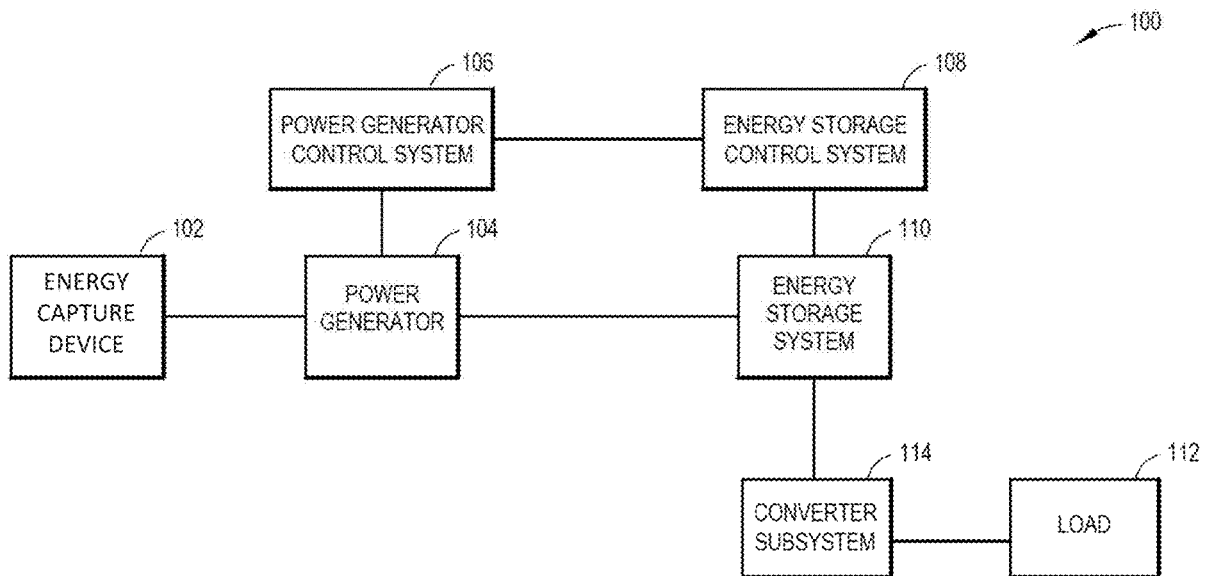 100
106
108
POWER GENERATOR
CONTROL SYSTEM
ENERGY STORAGE
CONTROL SYSTEM
102
104
110
ENERGY
CAPTURE
DEVICE
POWER
GENERATOR
ENERGY
STORAGE
SYSTEM
114
112
CONVERTER
SUBSYSTEM
LOAD